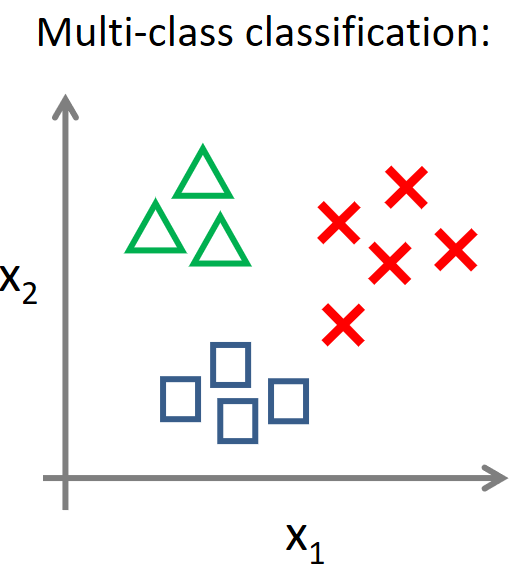 Multi-class classification:
x₂
x₁